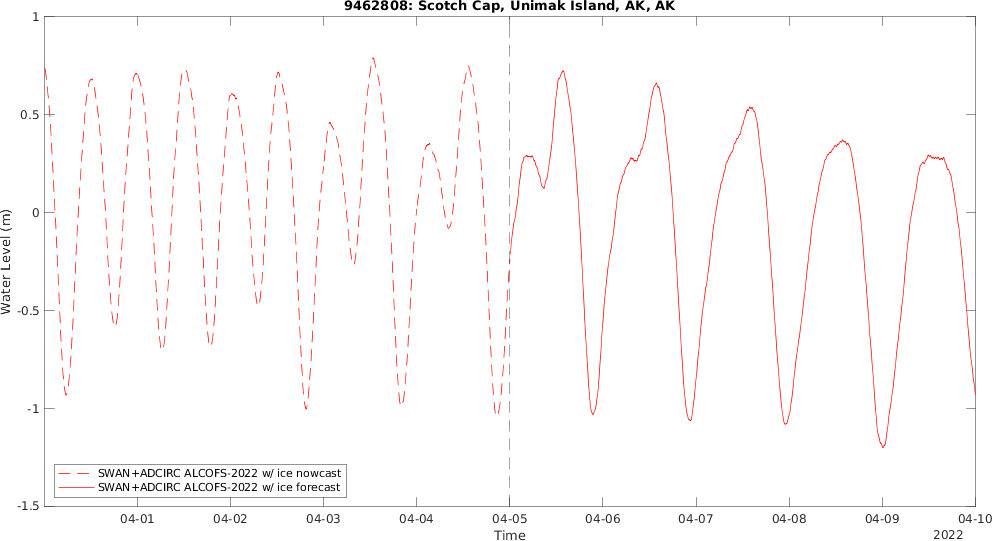 9462808: Scotch Cap, Unimak Island, AK, AK
1
0.5
0
-0.5
-1
-1.5
Water Level (m)
SWAN+ADCIRC ALCOFS-2022 w/ ice nowcast
SWAN+ADCIRC ALCOFS-2022 w/ ice forecast
04-01 04-02 04-03 04-04 04-05 04-06 04-07 04-08 04-09 04-10
Time
2022